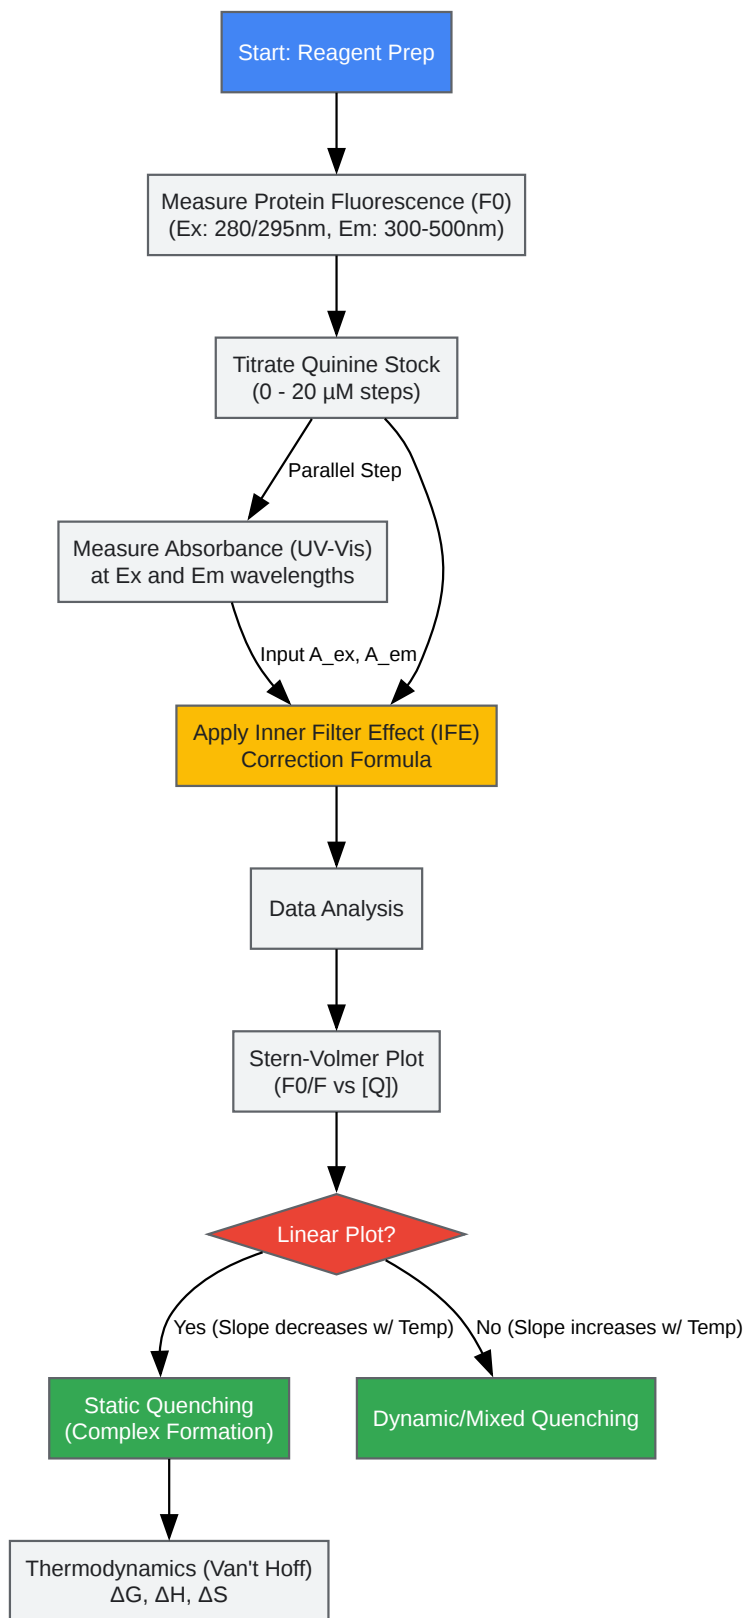 Start: Reagent Prep
Measure Protein Fluorescence (F0)
(Ex: 280/295nm, Em: 300-500nm)
Titrate Quinine Stock
(0 - 20 µM steps)
Parallel Step
Measure Absorbance (UV-Vis)
at Ex and Em wavelengths
Input A_ex, A_em
Apply Inner Filter Effect (IFE)
Correction Formula
Data Analysis
Stern-Volmer Plot
(F0/F vs [Q])
Linear Plot?
Yes (Slope decreases w/ Temp)
No (Slope increases w/ Temp)
Static Quenching
(Complex Formation)
Dynamic/Mixed Quenching
Thermodynamics (Van't Hoff)
ΔG, ΔH, ΔS